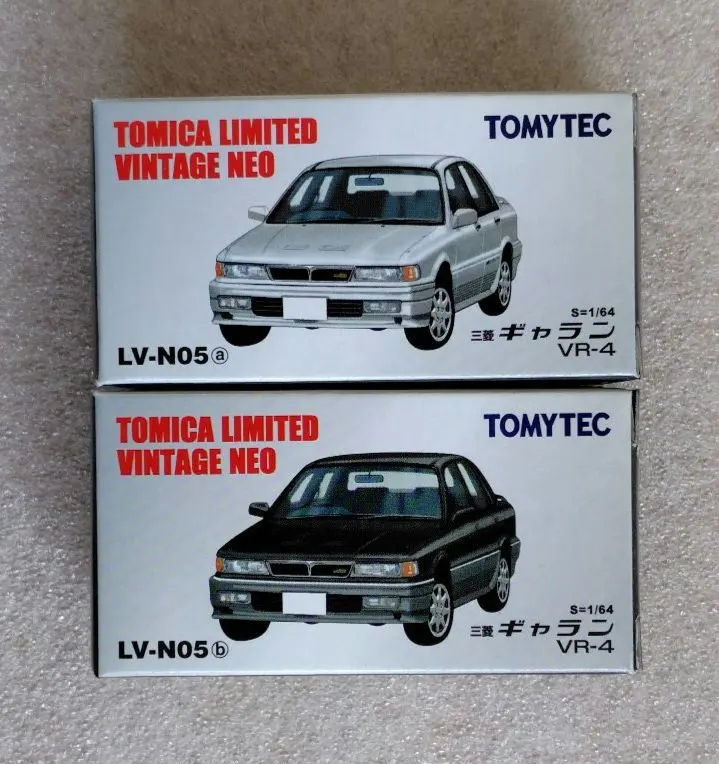 TOMICA LIMITED
VINTAGE NEO
TOMYTEC
S=1/64
三菱 ギャラン
VR-4
LV-N05ⓐ
TOMICA LIMITED
VINTAGE NEO
TOMYTEC
S=1/64
三菱 ギャラン
VR-4
LV-N05ⓑ